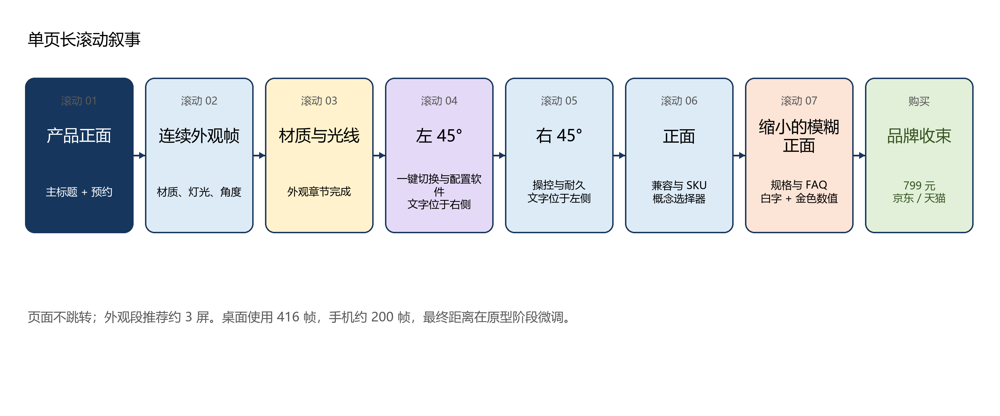 单页长滚动叙事
滚动 01
产品正面
主标题 + 预约
滚动 02
连续外观帧
材质、灯光、角度
滚动 03
材质与光线
外观章节完成
滚动 04
左 45°
一键切换与配置软
件
文字位于右侧
滚动 05
右 45°
操控与耐久
文字位于左侧
滚动 06
正面
兼容与 SKU
概念选择器
滚动 07
缩小的模糊
正面
规格与 FAQ
白字 + 金色数值
购买
品牌收束
799 元
京东 / 天猫
页面不跳转；外观段推荐约 3 屏。桌面使用 416 帧，手机约 200 帧，最终距离在原型阶段微调。